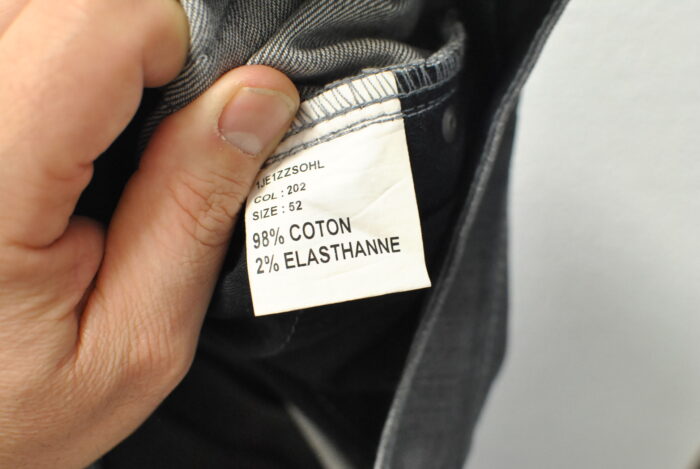 1JE1ZZSOHL
COL : 202
SIZE : 52
98% COTON
2% ELASTHANNE